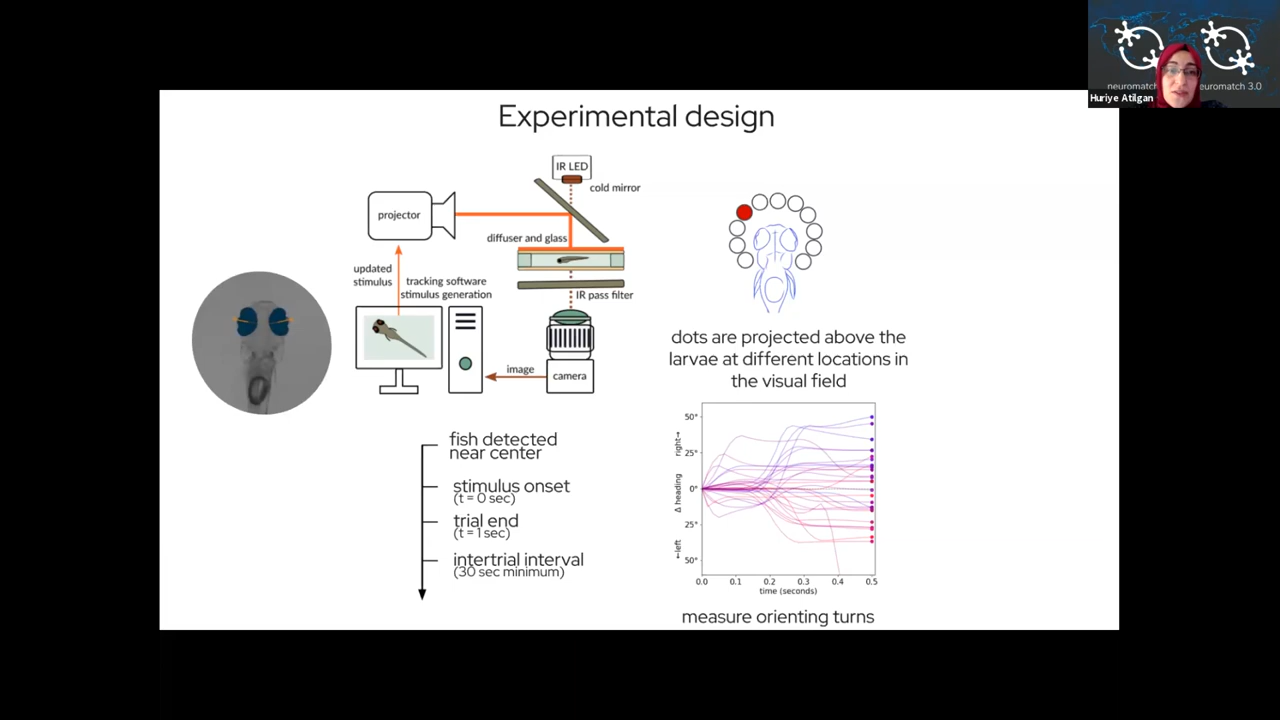 neuromatch
euromatch 3.0
Huriye Atilgan
Experimental design
IR LED
cold mirror
projector
diffuser and glass
updated
stimulus
tracking software
stimulus generation
IR pass filter
image
camera
fish detected
near center
stimulus onset
(t = 0 sec)
trial end
(t = 1 sec)
intertrial interval
(30 sec minimum)
dots are projected above the
larvae at different locations in
the visual field
50°
25°
0°
25°
50°
right→
Δ heading
←left
0.0 0.1 0.2 0.3 0.4 0.5
time (seconds)
measure orienting turns